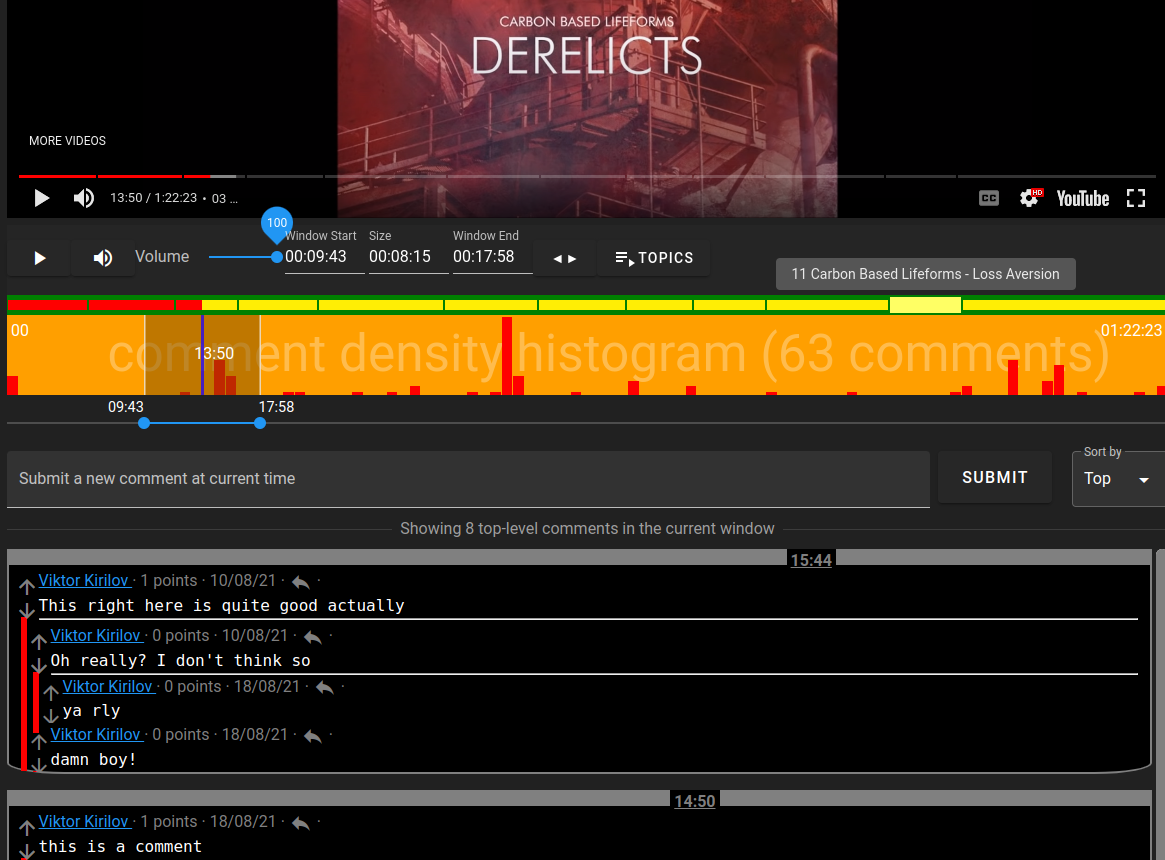 CARBON BASED LIFEFORMS
DERELICTS
MORE VIDEOS
13:50 / 1:22:23 • 03 ...
CC
HD
YouTube
100
Volume
Window Start
00:09:43
Size
00:08:15
Window End
00:17:58
TOPICS
11 Carbon Based Lifeforms - Loss Aversion
00
comment density histogram (63 comments)
13:50
01:22:23
09:43
17:58
Submit a new comment at current time
SUBMIT
Sort by
Top
Showing 8 top-level comments in the current window
15:44
Viktor Kirilov · 1 points · 10/08/21 · ·
This right here is quite good actually
Viktor Kirilov · 0 points · 10/08/21 · ·
Oh really? I don't think so
Viktor Kirilov · 0 points · 18/08/21 · ·
ya rly
Viktor Kirilov · 0 points · 18/08/21 · ·
damn boy!
14:50
Viktor Kirilov · 1 points · 18/08/21 · ·
this is a comment